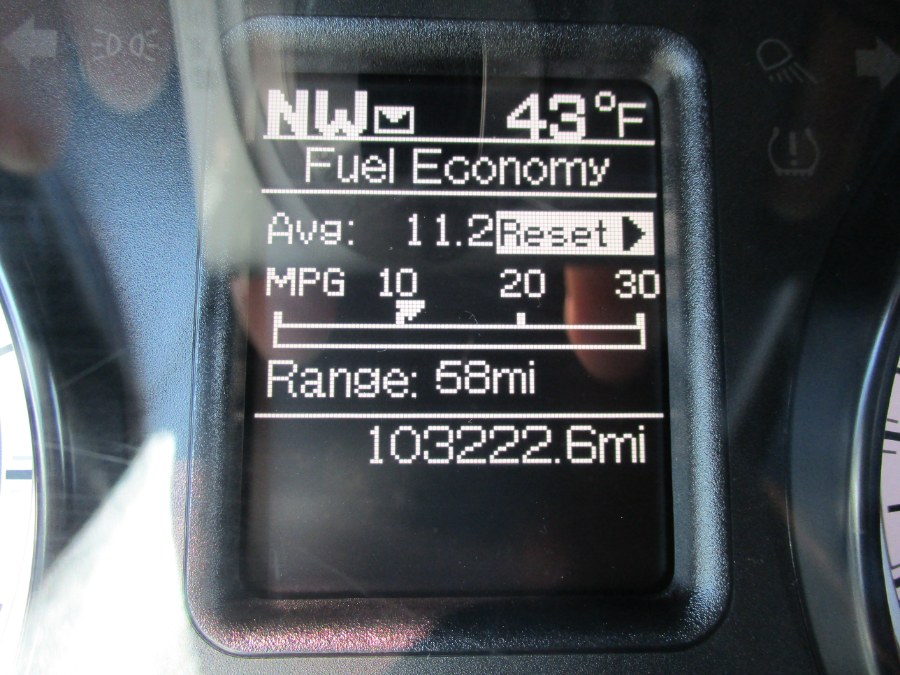 NW 43°F
Fuel Economy
Avg: 11.2 Reset
MPG 10 20 30
Range: 58mi
103222.6mi